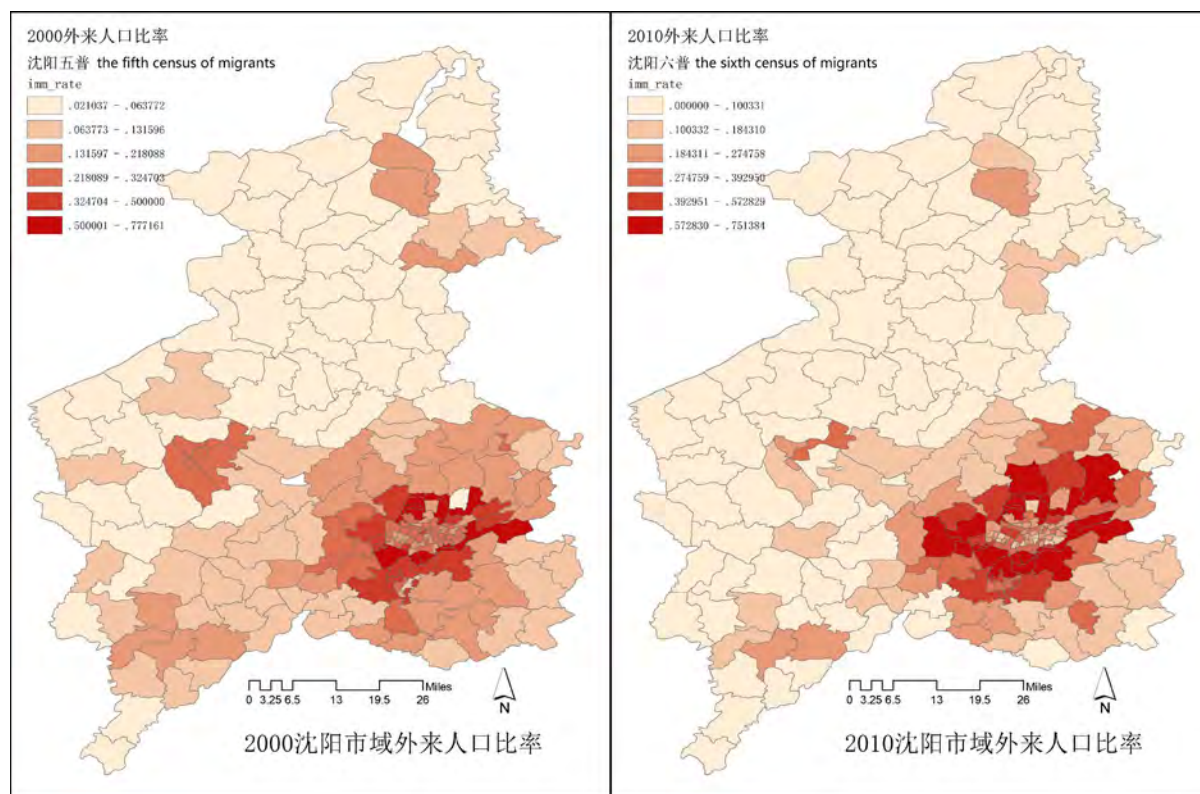 2000外来人口比率
沈阳五普 the fifth census of migrants
imm_rate
.021037 - .063772
.063773 - .131596
.131597 - .218088
.218089 - .324703
.324704 - .500000
.500001 - .777161
0 3.25 6.5 13 19.5 26 Miles
N
2000沈阳市域外来人口比率
2010外来人口比率
沈阳六普 the sixth census of migrants
imm_rate
.000000 - .100331
.100332 - .184310
.184311 - .274758
.274759 - .392950
.392951 - .572829
.572830 - .751384
0 3.25 6.5 13 19.5 26 Miles
N
2010沈阳市域外来人口比率